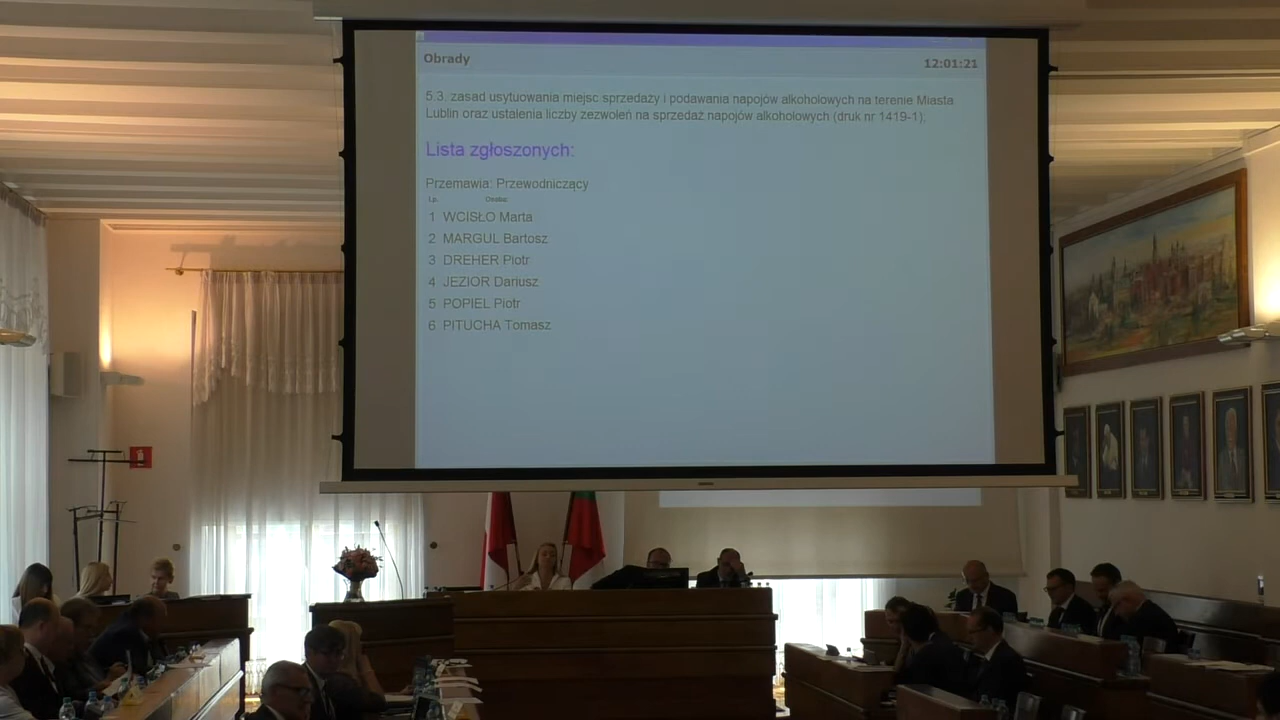 Obrady
12:01:21
5.3. zasad usytuowania miejsc sprzedaży i podawania napojów alkoholowych na terenie Miasta
Lublin oraz ustalenia liczby zezwoleń na sprzedaż napojów alkoholowych (druk nr 1419-1);
Lista zgłoszonych:
Przemawia: Przewodniczący
Lp. Osoba:
1 WCISŁO Marta
2 MARGUL Bartosz
3 DREHER Piotr
4 JEZIOR Dariusz
5 POPIEL Piotr
6 PITUCHA Tomasz